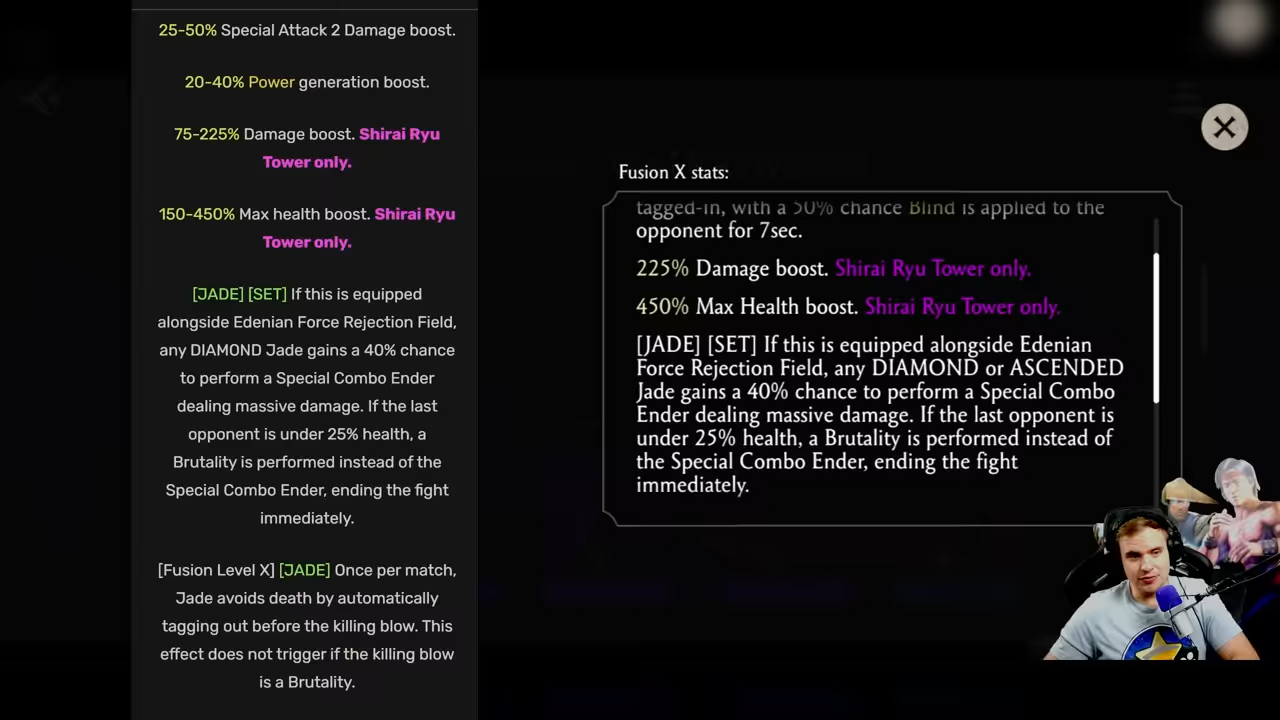 25-50% Special Attack 2 Damage boost.
20-40% Power generation boost.
75-225% Damage boost. Shirai Ryu
Tower only.
150-450% Max health boost. Shirai Ryu
Tower only.
[JADE] [SET] If this is equipped
alongside Edenian Force Rejection Field,
any DIAMOND Jade gains a 40% chance
to perform a Special Combo Ender
dealing massive damage. If the last
opponent is under 25% health, a
Brutality is performed instead of the
Special Combo Ender, ending the fight
immediately.
[Fusion Level X] [JADE] Once per match,
Jade avoids death by automatically
tagging out before the killing blow. This
effect does not trigger if the killing blow
is a Brutality.
Fusion X stats:
tagged-in, with a 50% chance Blind is applied to the
opponent for 7sec.
225% Damage boost. Shirai Ryu Tower only.
450% Max Health boost. Shirai Ryu Tower only.
[JADE] [SET] If this is equipped alongside Edenian
Force Rejection Field, any DIAMOND or ASCENDED
Jade gains a 40% chance to perform a Special Combo
Ender dealing massive damage. If the last opponent is
under 25% health, a Brutality is performed instead of
the Special Combo Ender, ending the fight
immediately.